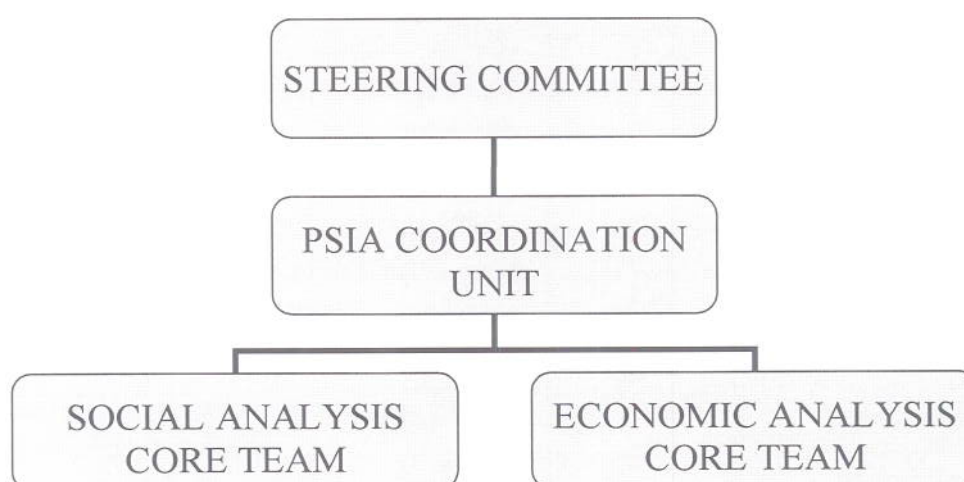 STEERING COMMITTEE
PSIA COORDINATION
UNIT
SOCIAL ANALYSIS
CORE TEAM
ECONOMIC ANALYSIS
CORE TEAM